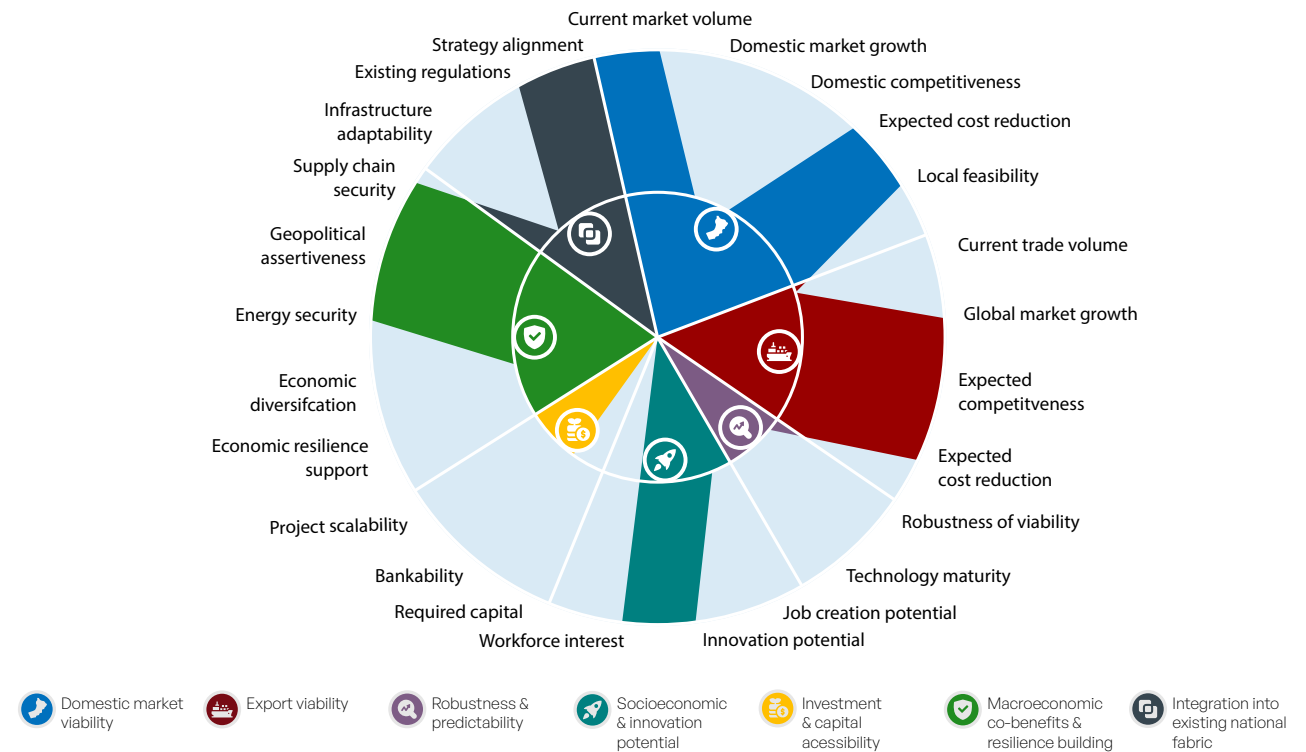 Current market volume
Strategy alignment
Domestic market growth
Existing regulations
Domestic competitiveness
Infrastructure
adaptability
Expected cost reduction
Supply chain
security
Local feasibility
Geopolitical
assertiveness
Current trade volume
Energy security
Global market growth
Economic
diversifcation
Expected
competitveness
Economic resilience
support
Expected
cost reduction
Project scalability
Robustness of viability
Bankability
Technology maturity
Required capital
Job creation potential
Workforce interest
Innovation potential
Domestic market
viability
Export viability
Robustness &
predictability
Socioeconomic
& innovation
potential
Investment
& capital
acessibility
Macroeconomic
co-benefits &
resilience building
Integration into
existing national
fabric